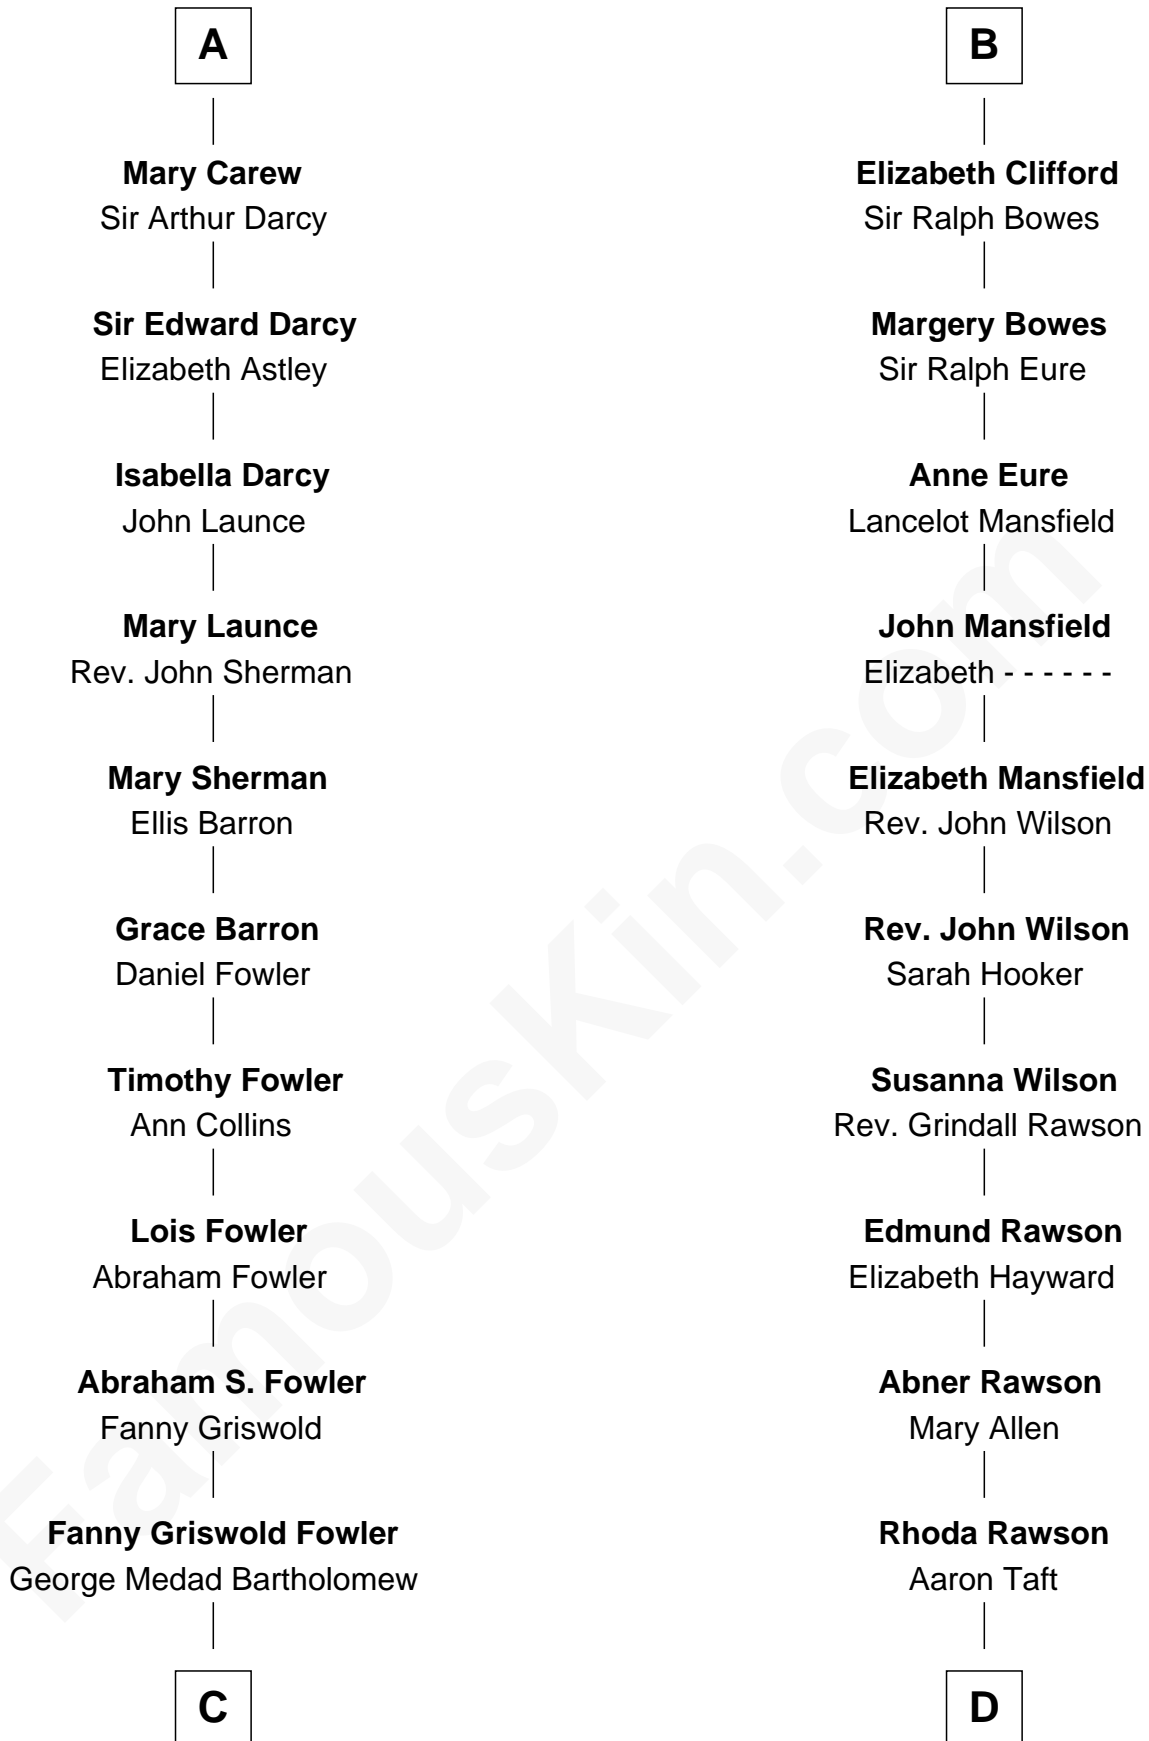 A
Mary Carew
Sir Arthur Darcy
Sir Edward Darcy
Elizabeth Astley
Isabella Darcy
John Launce
Mary Launce
Rev. John Sherman
Mary Sherman
Ellis Barron
Grace Barron
Daniel Fowler
Timothy Fowler
Ann Collins
Lois Fowler
Abraham Fowler
Abraham S. Fowler
Fanny Griswold
Fanny Griswold Fowler
George Medad Bartholomew
C
B
Elizabeth Clifford
Sir Ralph Bowes
Margery Bowes
Sir Ralph Eure
Anne Eure
Lancelot Mansfield
John Mansfield
Elizabeth - - - - - -
Elizabeth Mansfield
Rev. John Wilson
Rev. John Wilson
Sarah Hooker
Susanna Wilson
Rev. Grindall Rawson
Edmund Rawson
Elizabeth Hayward
Abner Rawson
Mary Allen
Rhoda Rawson
Aaron Taft
D
FamousKin.com